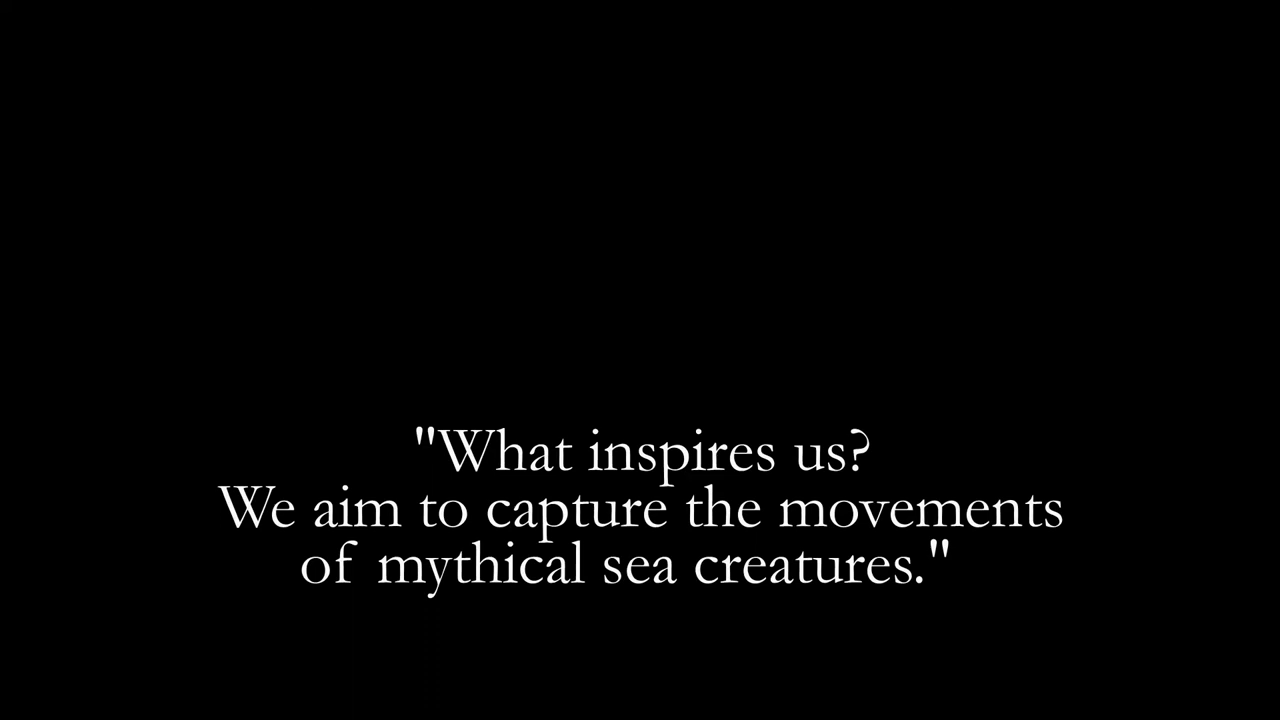 "What inspires us?
We aim to capture the movements
of mythical sea creatures."